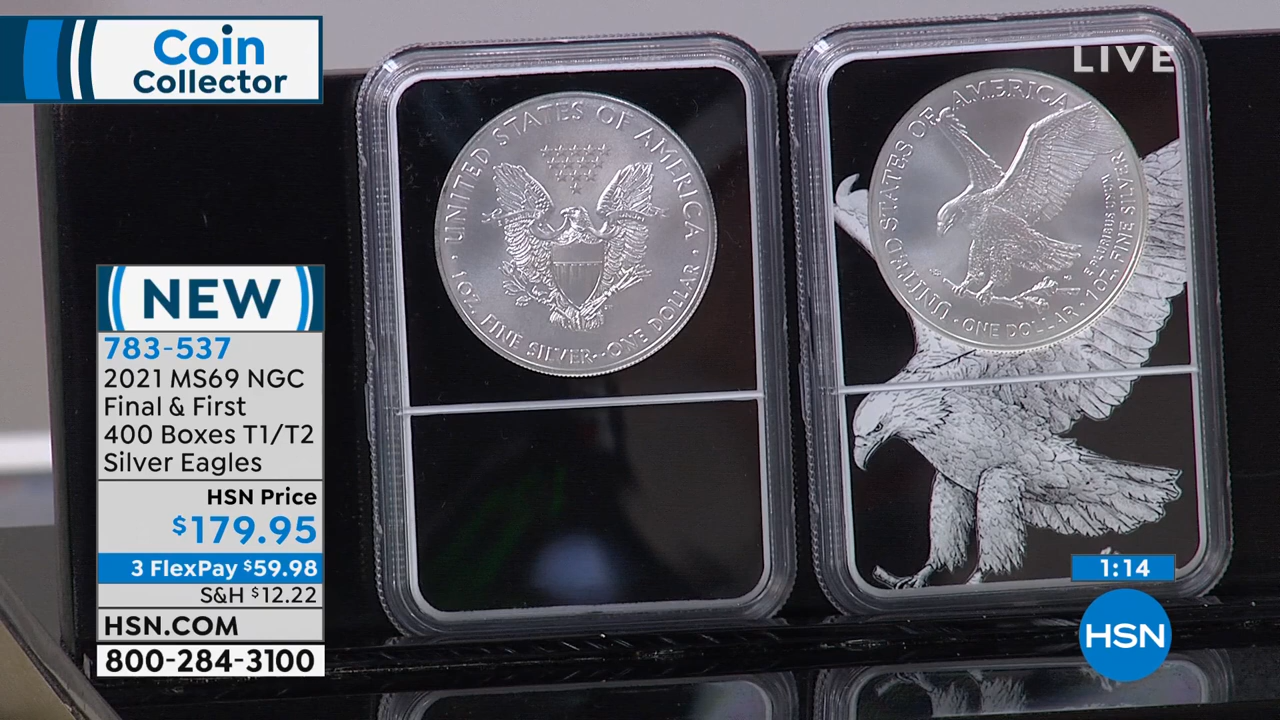 Coin
Collector
LIVE
UNITED STATES OF AMERICA
1 OZ. FINE SILVER~ONE DOLLAR
UNITED STATES OF AMERICA
E PLURIBUS UNUM
1 OZ. FINE SILVER
ONE DOLLAR
NEW
783-537
2021 MS69 NGC
Final & First
400 Boxes T1/T2
Silver Eagles
HSN Price
$179.95
3 FlexPay $59.98
S&H $12.22
HSN.COM
800-284-3100
1:14
HSN